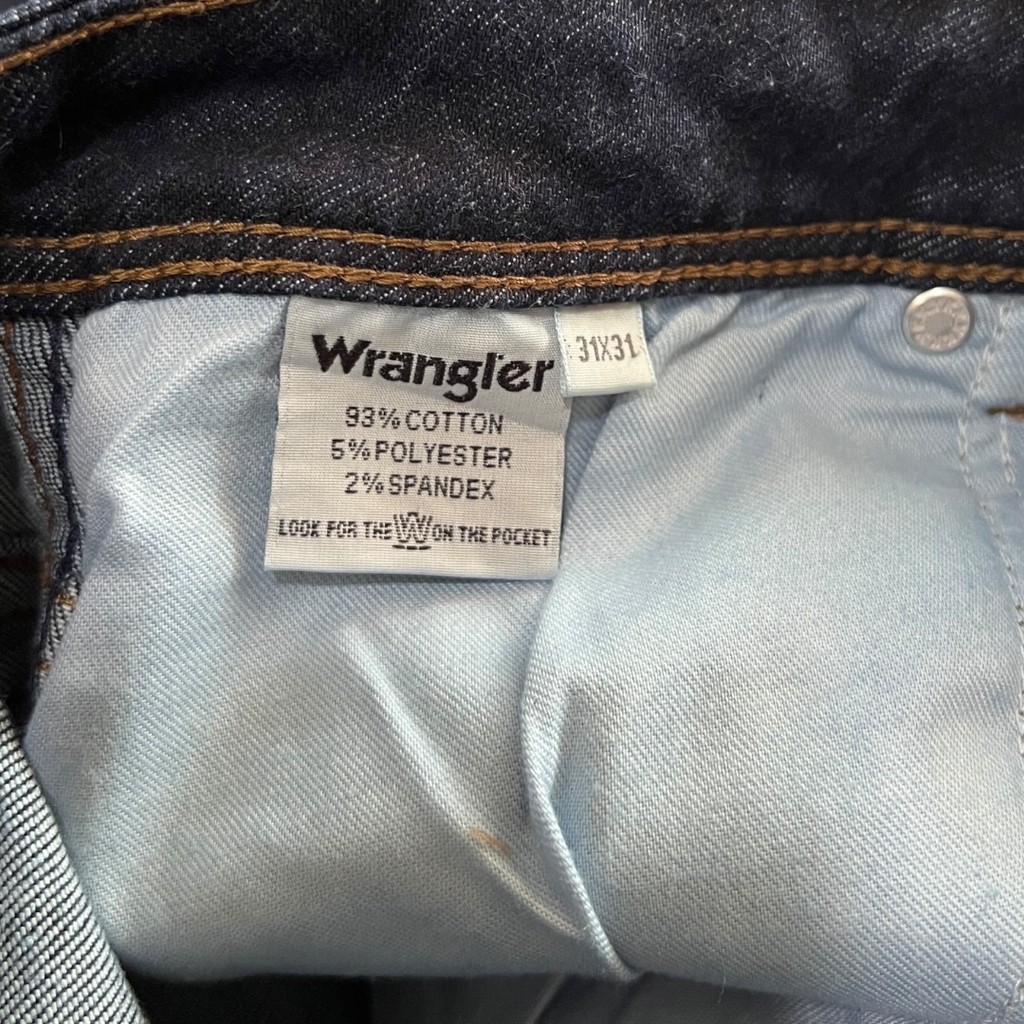 Wrangler
31X31
93% COTTON
5% POLYESTER
2% SPANDEX
LOOK FOR THE W ON THE POCKET